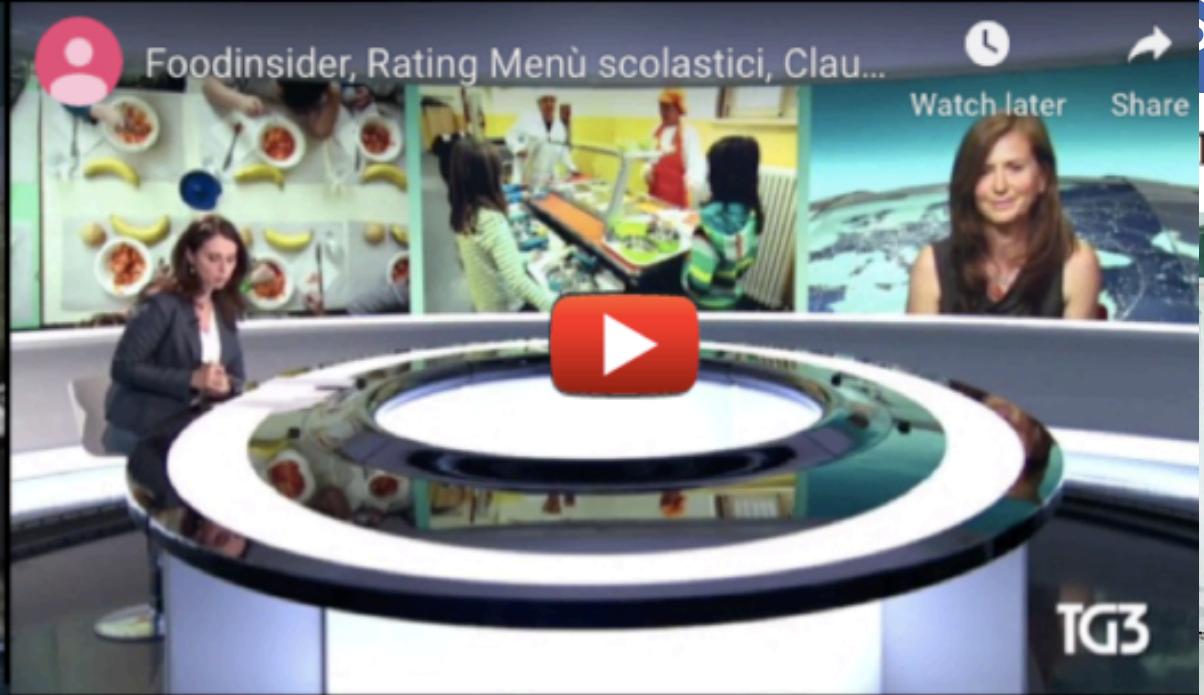 Foodinsider, Rating Menù scolastici, Clau...
Watch later
Share
TG3